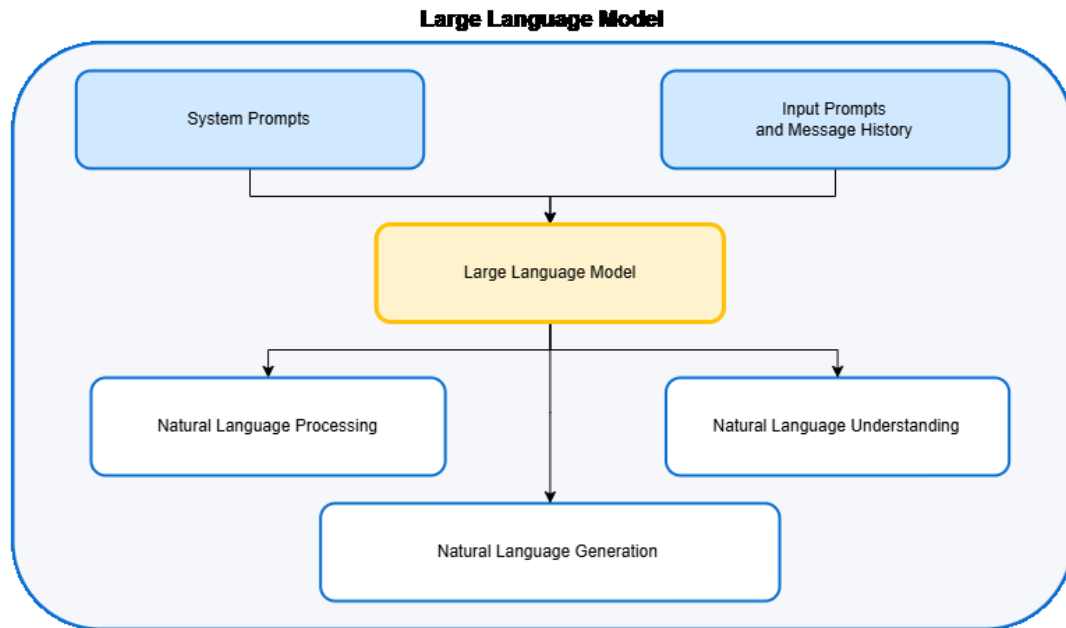 Large Language Model
System Prompts
Input Prompts
and Message History
Large Language Model
Natural Language Processing
Natural Language Understanding
Natural Language Generation